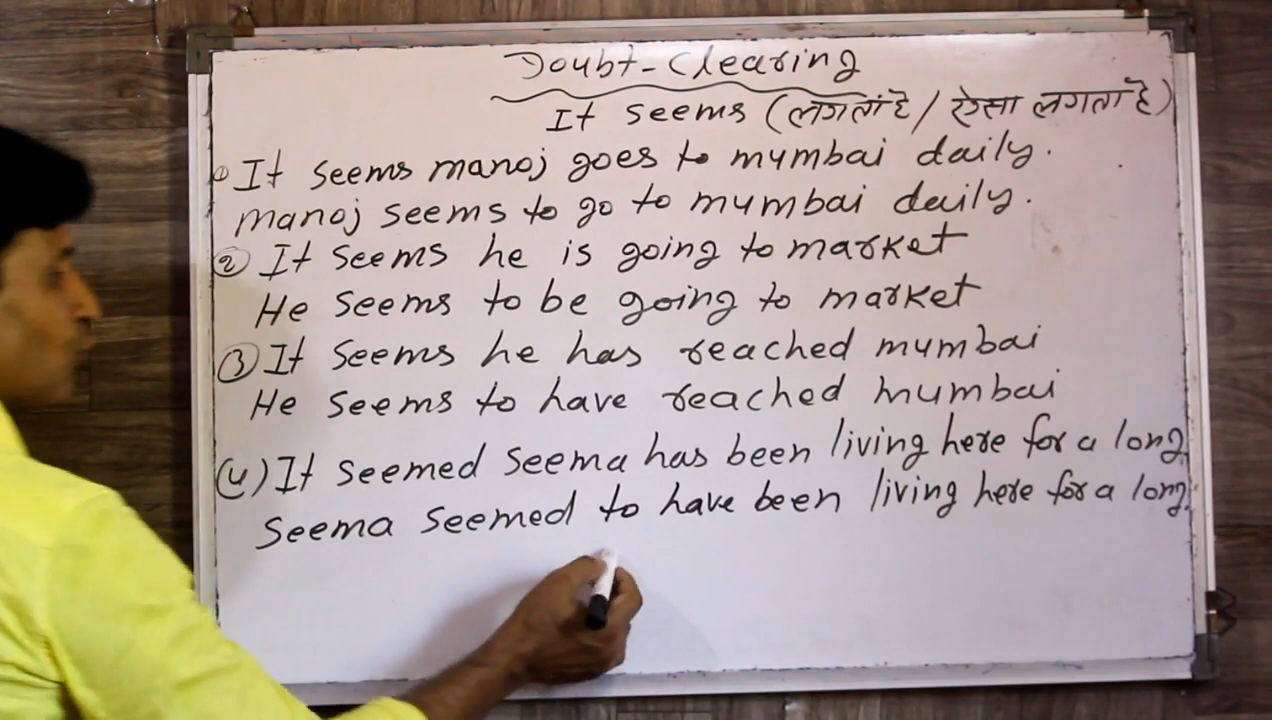 Doubt-Clearing
It seems (लगता है / ऐसा लगता है)
① It seems manoj goes to mumbai daily.
manoj seems to go to mumbai daily.
② It seems he is going to market
He seems to be going to market
③ It seems he has reached mumbai
He seems to have reached mumbai
(4) It seemed seema has been living here for a long.
Seema seemed to have been living here for a long.